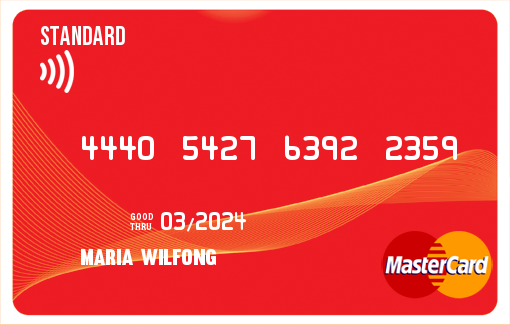 STANDARD
4440 5427 6392 2359
GOOD THRU 03/2024
MARIA WILFONG
MasterCard